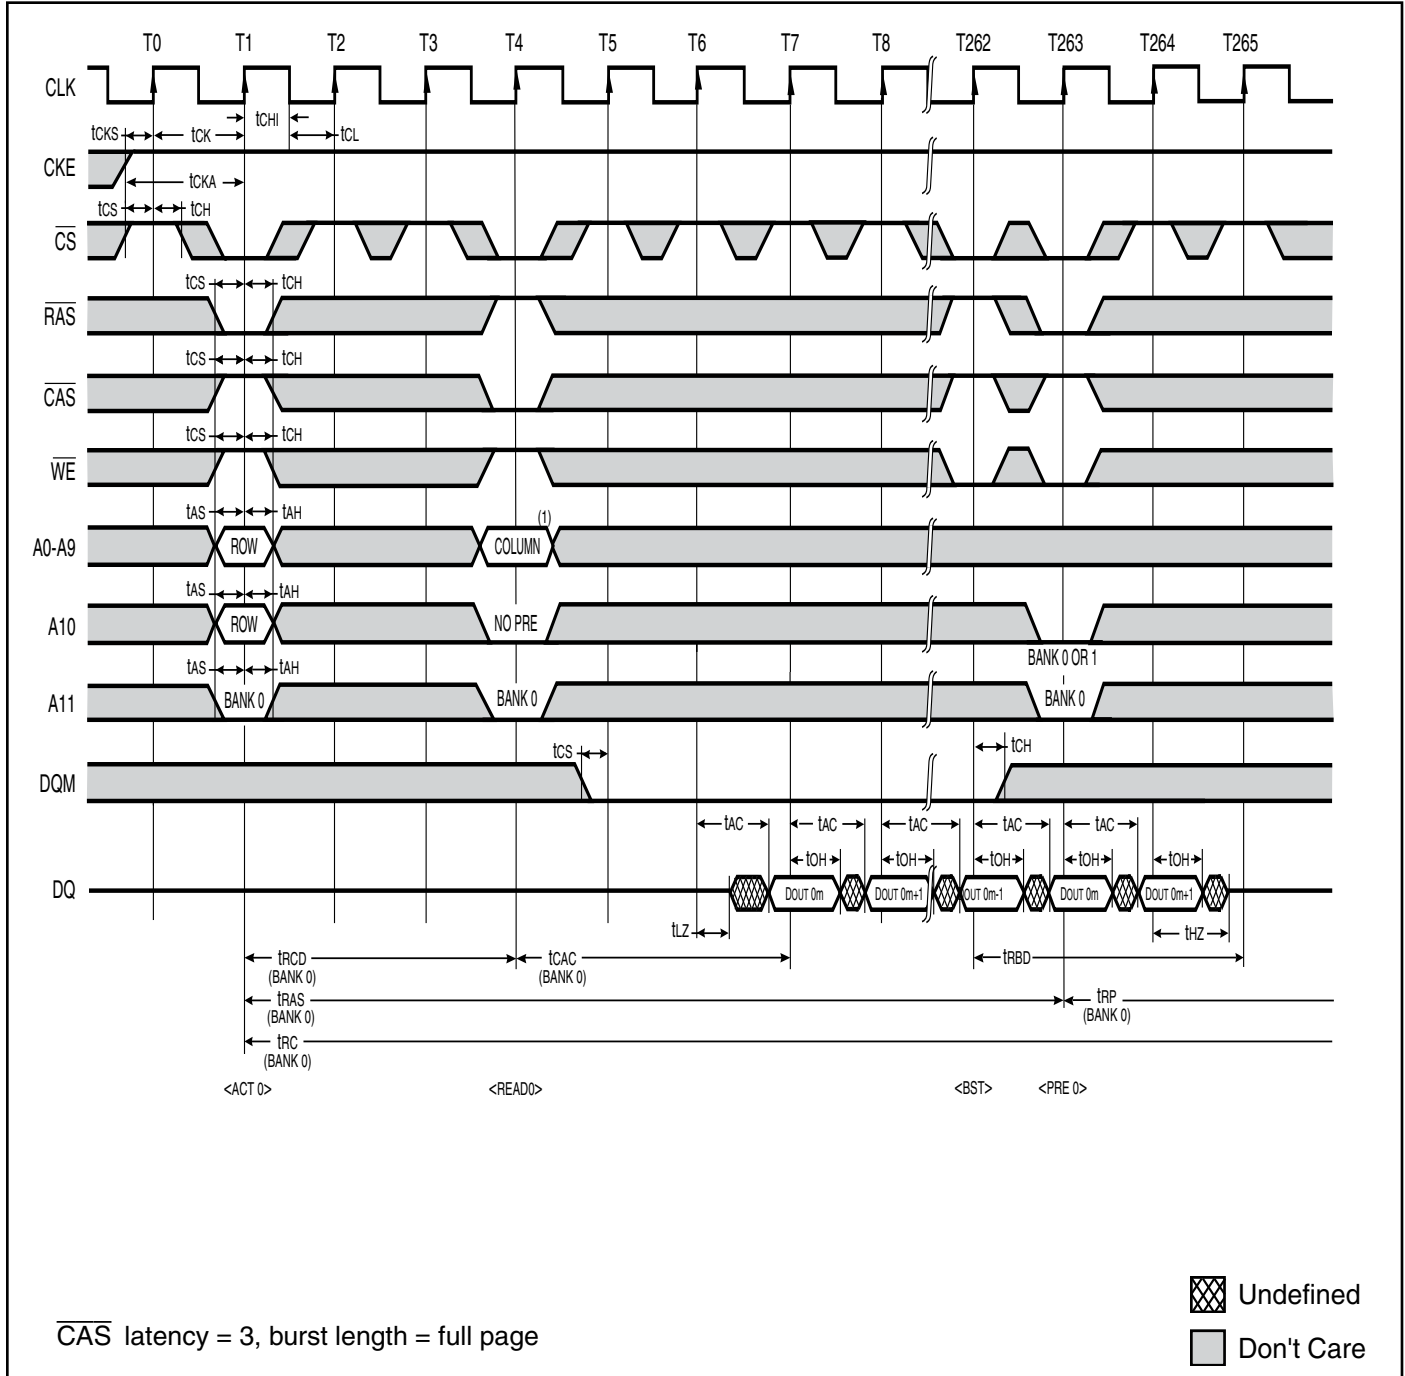 T0 T1 T2 T3 T4 T5 T6 T7 T8 T262 T263 T264 T265
CLK
tCHI
tCKS tCK tCL
CKE
tCKA
tCS tCH
CS
tCS tCH
RAS
tCS tCH
CAS
tCS tCH
WE
tAS tAH (1)
A0-A9 ROW COLUMN
tAS tAH
A10 ROW NO PRE
BANK 0 OR 1
tAS tAH
A11 BANK 0 BANK 0 BANK 0
tCS tCH
DQM
tAC tAC tAC tAC tAC
tOH tOH tOH tOH tOH
DQ DOUT 0m DOUT 0m+1 OUT 0m-1 DOUT 0m DOUT 0m+1
tLZ tHZ
tRCD tCAC tRBD
(BANK 0) (BANK 0)
tRAS tRP
(BANK 0) (BANK 0)
tRC
(BANK 0)
<ACT 0> <READ0> <BST> <PRE 0>
Undefined
CAS latency = 3, burst length = full page
Don't Care